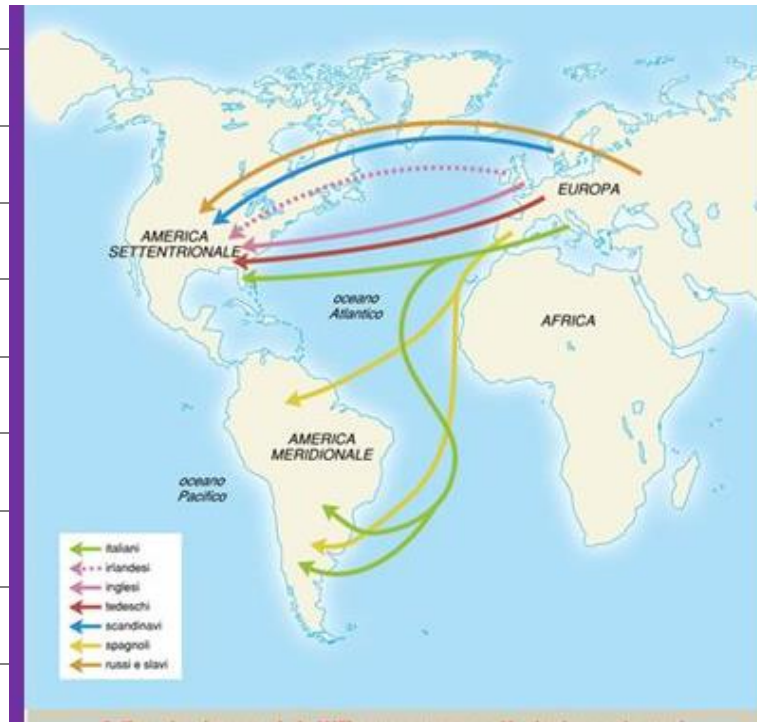 EUROPA
AMERICA
SETTENTRIONALE
oceano
Atlantico
AFRICA
AMERICA
MERIDIONALE
oceano
Pacifico
italiani
irlandesi
inglesi
tedeschi
scandinavi
spagnoli
russi e slavi